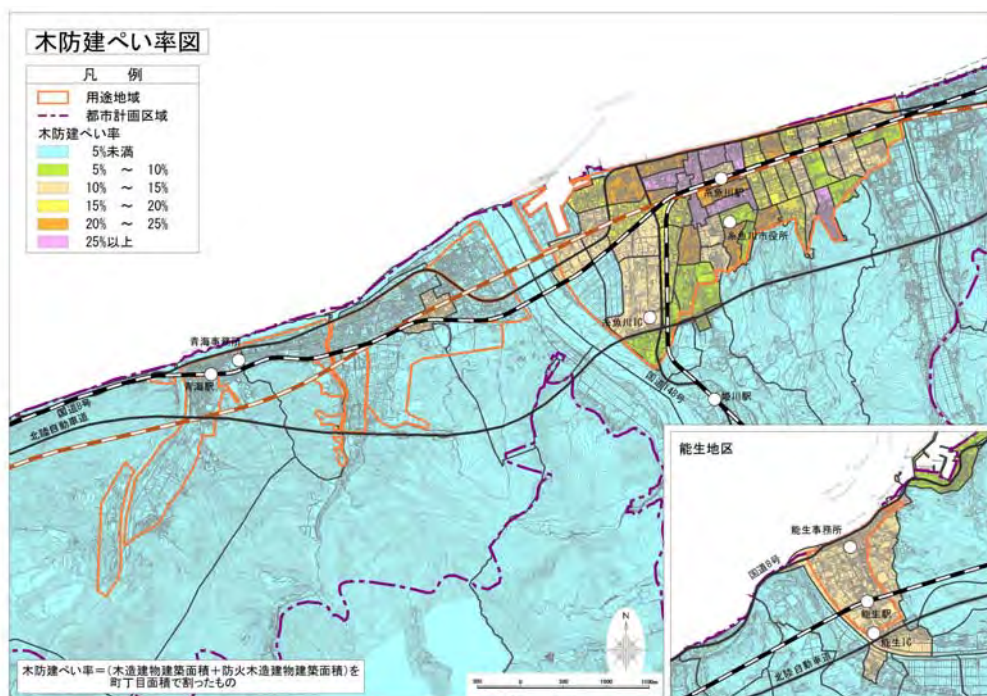 木防建ぺい率図
凡 例
用途地域
都市計画区域
木防建ぺい率
5%未満
5% ~ 10%
10% ~ 15%
15% ~ 20%
20% ~ 25%
25%以上
糸魚川駅
糸魚川市役所
糸魚川IC
青海事務所
青海駅
国道8号
北陸自動車道
国道148号
姫川駅
能生地区
能生事務所
国道8号
能生駅
能生IC
北陸自動車道
N
500 0 500 1000 1500m
木防建ぺい率=(木造建物建築面積+防火木造建物建築面積)を
町丁目面積で割ったもの